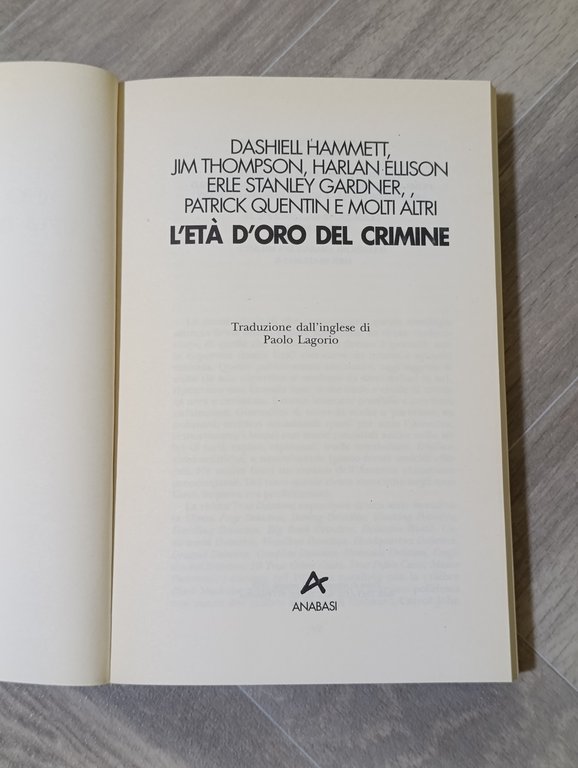 DASHIELL HAMMETT,
JIM THOMPSON, HARLAN ELLISON
ERLE STANLEY GARDNER, ,
PATRICK QUENTIN E MOLTI ALTRI
L'ETÀ D'ORO DEL CRIMINE
Traduzione dall'inglese di
Paolo Lagorio
ANABASI